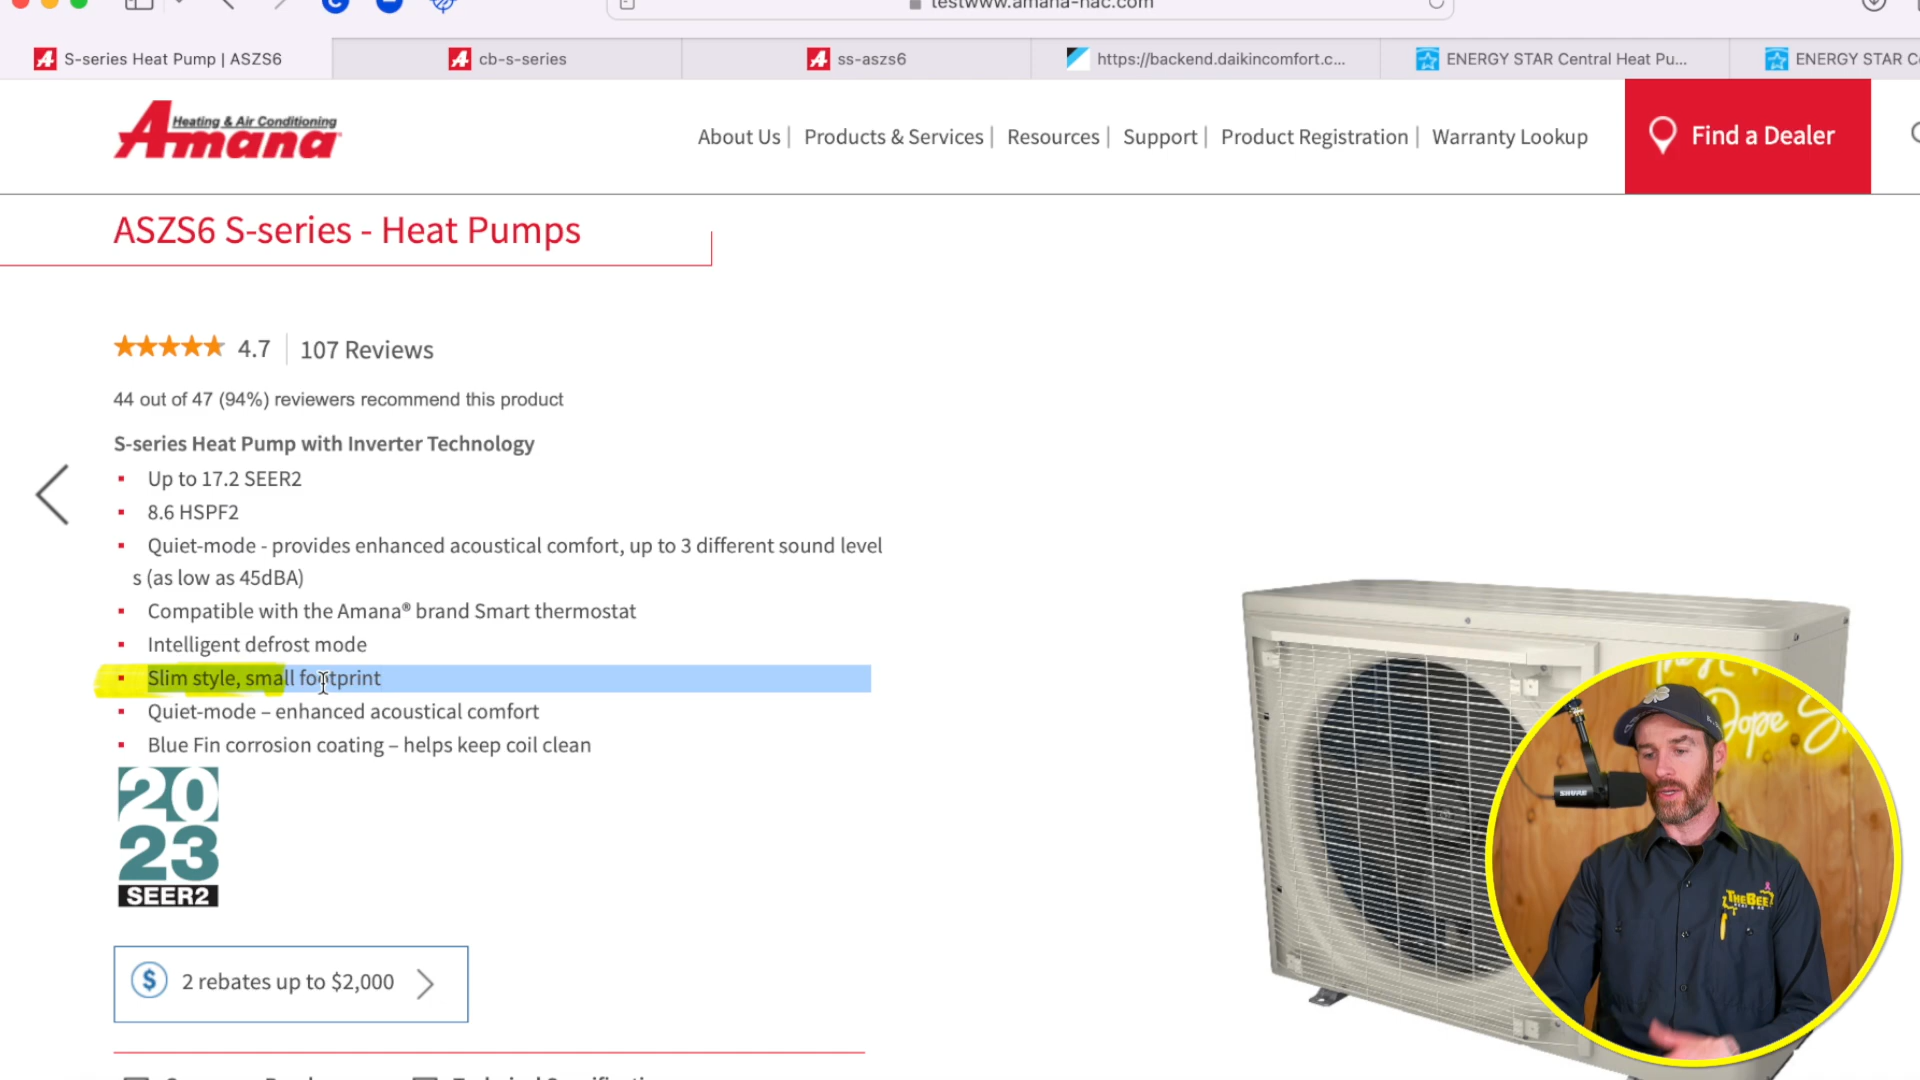 testwww.amana-hac.com
S-series Heat Pump | ASZS6
cb-s-series
ss-aszs6
https://backend.daikincomfort.c...
ENERGY STAR Central Heat Pu...
ENERGY STAR C
Heating & Air Conditioning
Amana
About Us | Products & Services | Resources | Support | Product Registration | Warranty Lookup
Find a Dealer
ASZS6 S-series - Heat Pumps
4.7 | 107 Reviews
44 out of 47 (94%) reviewers recommend this product
S-series Heat Pump with Inverter Technology
Up to 17.2 SEER2
8.6 HSPF2
Quiet-mode - provides enhanced acoustical comfort, up to 3 different sound level
s (as low as 45dBA)
Compatible with the Amana® brand Smart thermostat
Intelligent defrost mode
Slim style, small footprint
Quiet-mode – enhanced acoustical comfort
Blue Fin corrosion coating – helps keep coil clean
20
23
SEER2
2 rebates up to $2,000
Dope
SHURE
THEBEE